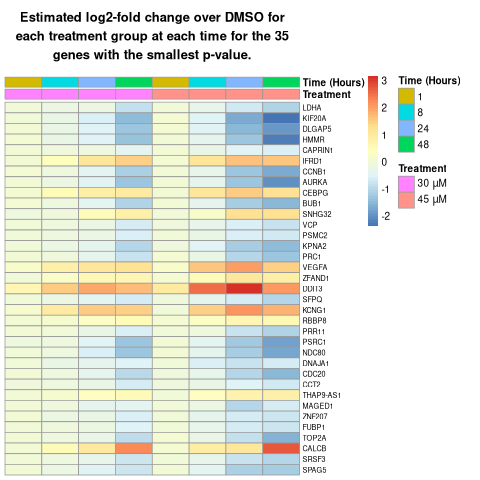 Estimated log2-fold change over DMSO for
each treatment group at each time for the 35
genes with the smallest p-value.
Time (Hours)
Treatment
LDHA
KIF20A
DLGAP5
HMMR
CAPRIN1
IFRD1
CCNB1
AURKA
CEBPG
BUB1
SNHG32
VCP
PSMC2
KPNA2
PRC1
VEGFA
ZFAND1
DDIT3
SFPQ
KCNG1
RBBP8
PRR11
PSRC1
NDC80
DNAJA1
CDC20
CCT2
THAP9-AS1
MAGED1
ZNF207
FUBP1
TOP2A
CALCB
SRSF3
SPAG5
3
2
1
0
-1
-2
Time (Hours)
1
8
24
48
Treatment
30 µM
45 µM